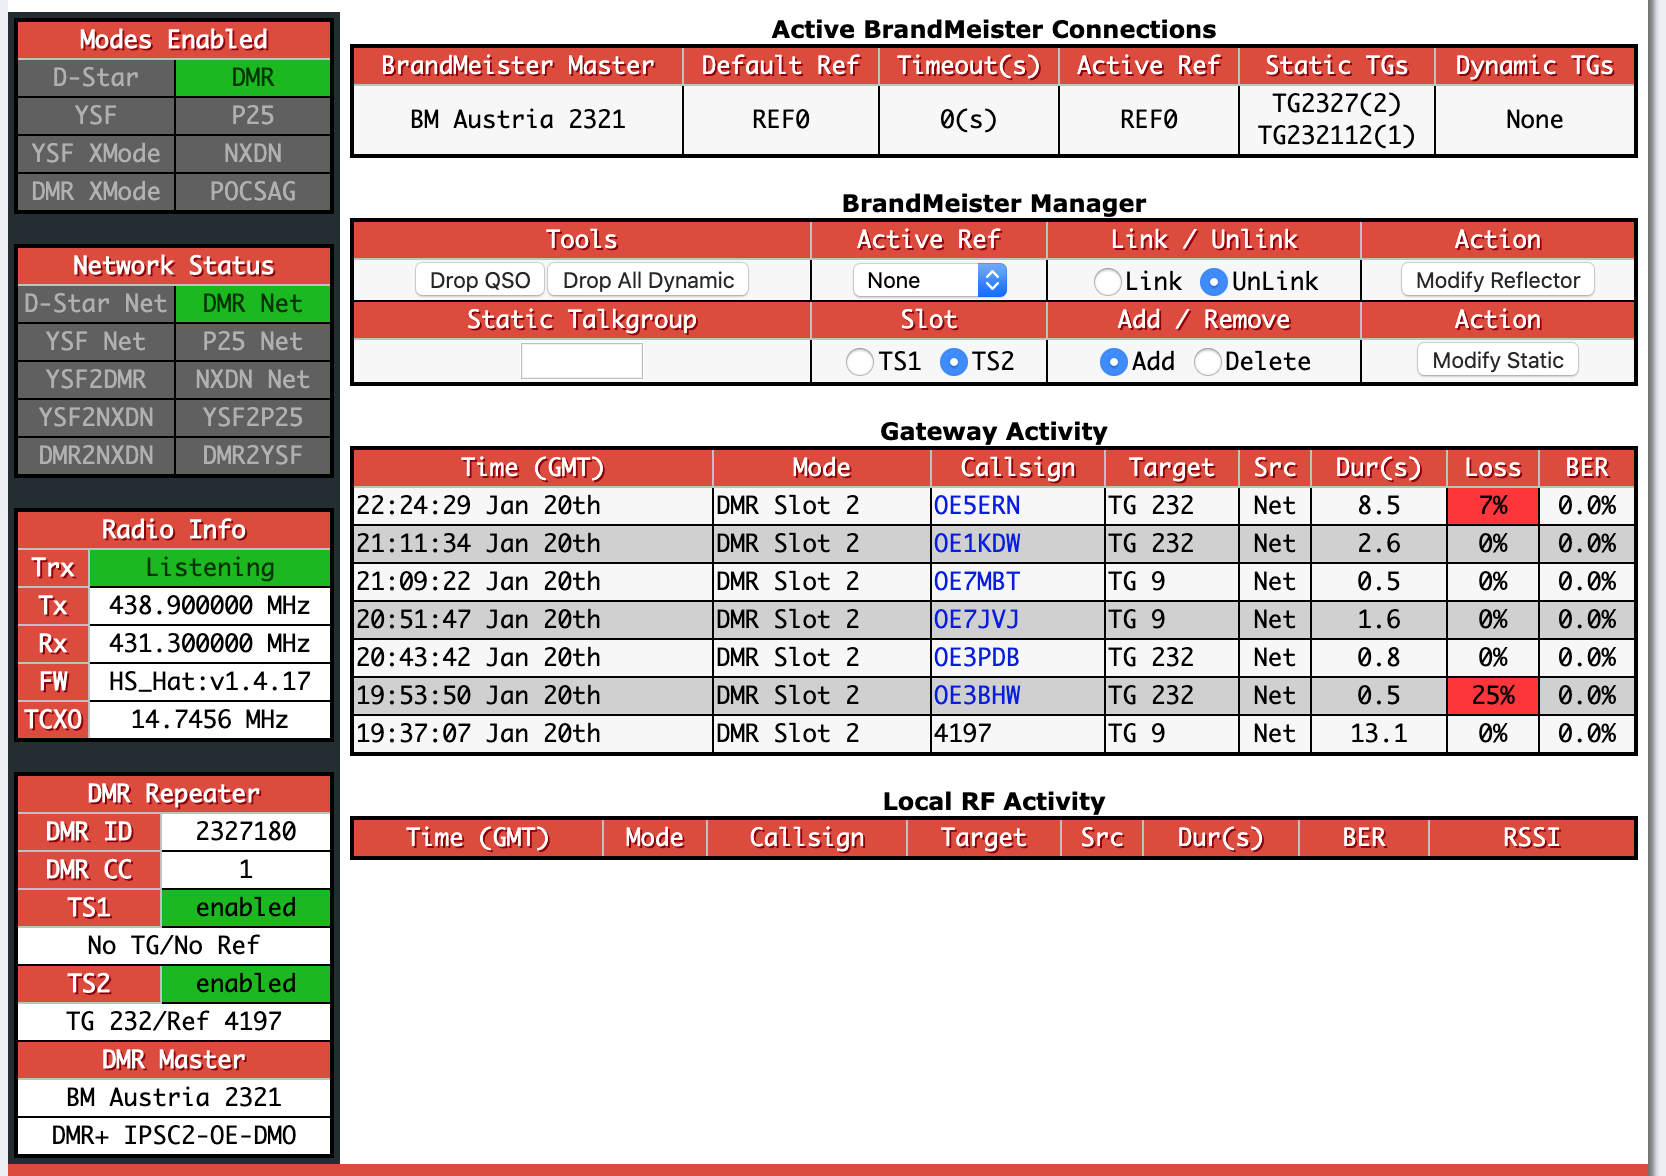 Modes Enabled
D-Star DMR
YSF P25
YSF XMode NXDN
DMR XMode POCSAG
Network Status
D-Star Net DMR Net
YSF Net P25 Net
YSF2DMR NXDN Net
YSF2NXDN YSF2P25
DMR2NXDN DMR2YSF
Radio Info
Trx Listening
Tx 438.900000 MHz
Rx 431.300000 MHz
FW HS_Hat:v1.4.17
TCXO 14.7456 MHz
DMR Repeater
DMR ID 2327180
DMR CC 1
TS1 enabled
No TG/No Ref
TS2 enabled
TG 232/Ref 4197
DMR Master
BM Austria 2321
DMR+ IPSC2-OE-DMO
Active BrandMeister Connections
BrandMeister Master Default Ref Timeout(s) Active Ref Static TGs Dynamic TGs
BM Austria 2321 REF0 0(s) REF0 TG2327(2) None
TG232112(1)
BrandMeister Manager
Tools Active Ref Link / Unlink Action
Drop QSO Drop All Dynamic None Link UnLink Modify Reflector
Static Talkgroup Slot Add / Remove Action
TS1 TS2 Add Delete Modify Static
Gateway Activity
Time (GMT) Mode Callsign Target Src Dur(s) Loss BER
22:24:29 Jan 20th DMR Slot 2 OE5ERN TG 232 Net 8.5 7% 0.0%
21:11:34 Jan 20th DMR Slot 2 OE1KDW TG 232 Net 2.6 0% 0.0%
21:09:22 Jan 20th DMR Slot 2 OE7MBT TG 9 Net 0.5 0% 0.0%
20:51:47 Jan 20th DMR Slot 2 OE7JVJ TG 9 Net 1.6 0% 0.0%
20:43:42 Jan 20th DMR Slot 2 OE3PDB TG 232 Net 0.8 0% 0.0%
19:53:50 Jan 20th DMR Slot 2 OE3BHW TG 232 Net 0.5 25% 0.0%
19:37:07 Jan 20th DMR Slot 2 4197 TG 9 Net 13.1 0% 0.0%
Local RF Activity
Time (GMT) Mode Callsign Target Src Dur(s) BER RSSI